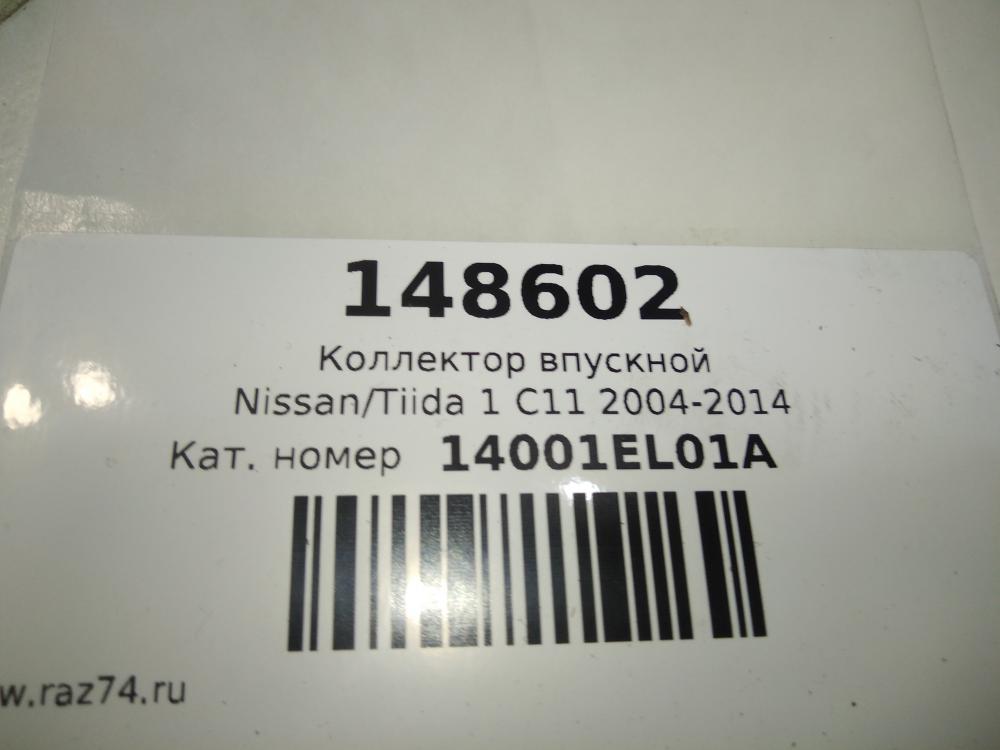 148602
Коллектор впускной
Nissan/Tiida 1 C11 2004-2014
Кат. номер 14001EL01A
w.raz74.ru